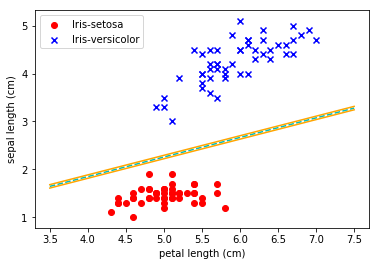 Iris-setosa
Iris-versicolor
sepal length (cm)
5
4
3
2
1
3.5 4.0 4.5 5.0 5.5 6.0 6.5 7.0 7.5
petal length (cm)